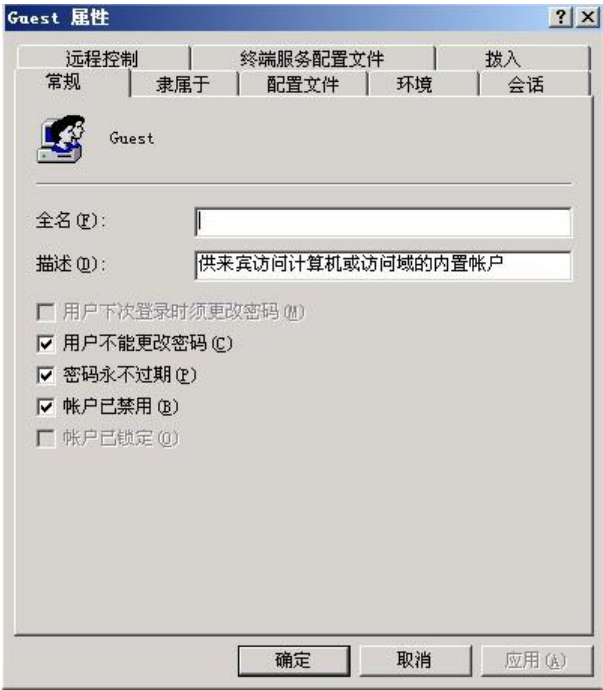 Guest 属性
远程控制 终端服务配置文件 拨入
常规 隶属于 配置文件 环境 会话
Guest
全名(F):
描述(D): 供来宾访问计算机或访问域的内置帐户
用户下次登录时须更改密码(M)
用户不能更改密码(C)
密码永不过期(P)
帐户已禁用(B)
帐户已锁定(O)
确定 取消 应用(A)